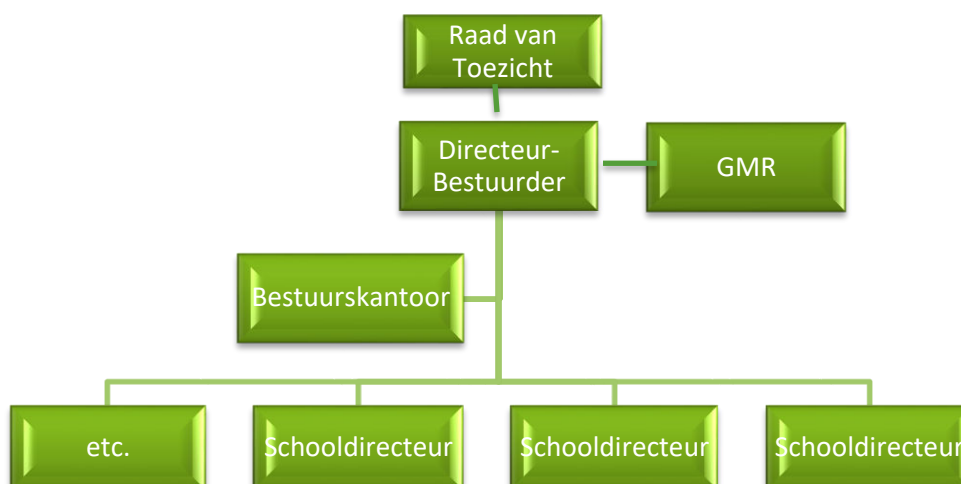 Raad van
Toezicht
Directeur-
Bestuurder
GMR
Bestuurskantoor
etc.
Schooldirecteur
Schooldirecteur
Schooldirecteur